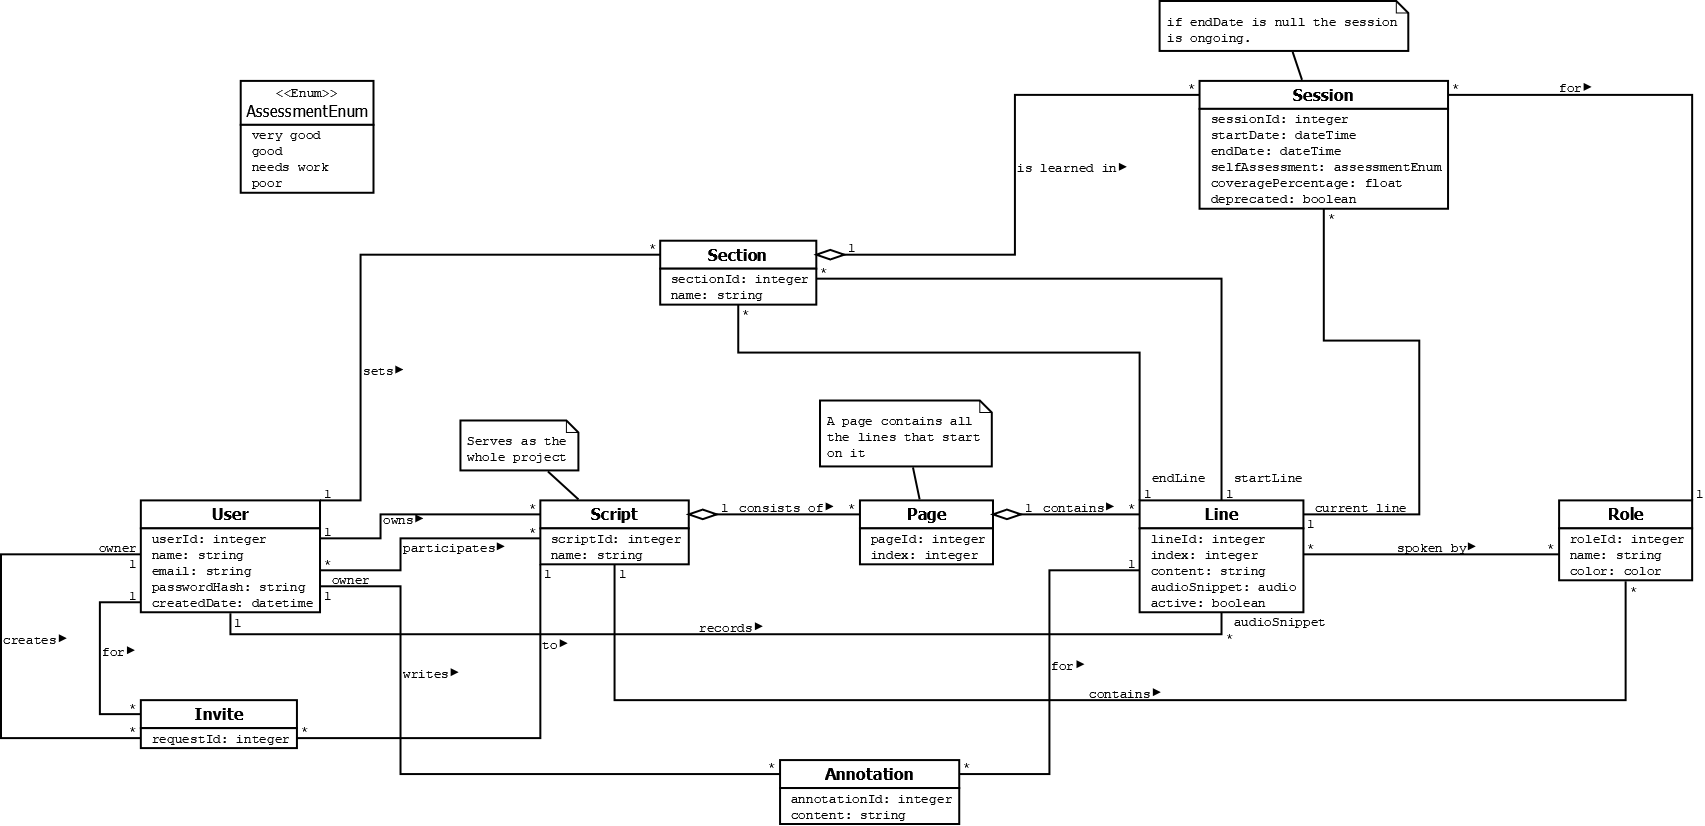 if endDate is null the session
is ongoing.
<<Enum>>
AssessmentEnum
very good
good
needs work
poor
Session
sessionId: integer
startDate: dateTime
endDate: dateTime
selfAssessment: assessmentEnum
coveragePercentage: float
deprecated: boolean
*
*
for▶
is learned in▶
*
Section
sectionId: integer
name: string
*
1
*
*
sets▶
Serves as the
whole project
A page contains all
the lines that start
on it
endLine
startLine
1
1
1
1
User
userId: integer
name: string
email: string
passwordHash: string
createdDate: datetime
1
owns▶
*
*
participates▶
*
owner
1
Script
scriptId: integer
name: string
1
consists of▶
*
1
1
Page
pageId: integer
index: integer
1
contains▶
*
Line
lineId: integer
index: integer
content: string
audioSnippet: audio
active: boolean
current line
1
*
spoken by▶
*
1
Role
roleId: integer
name: string
color: color
*
owner
1
1
1
records▶
audioSnippet
*
creates▶
for▶
to▶
writes▶
for▶
contains▶
*
*
Invite
requestId: integer
*
*
Annotation
annotationId: integer
content: string
*